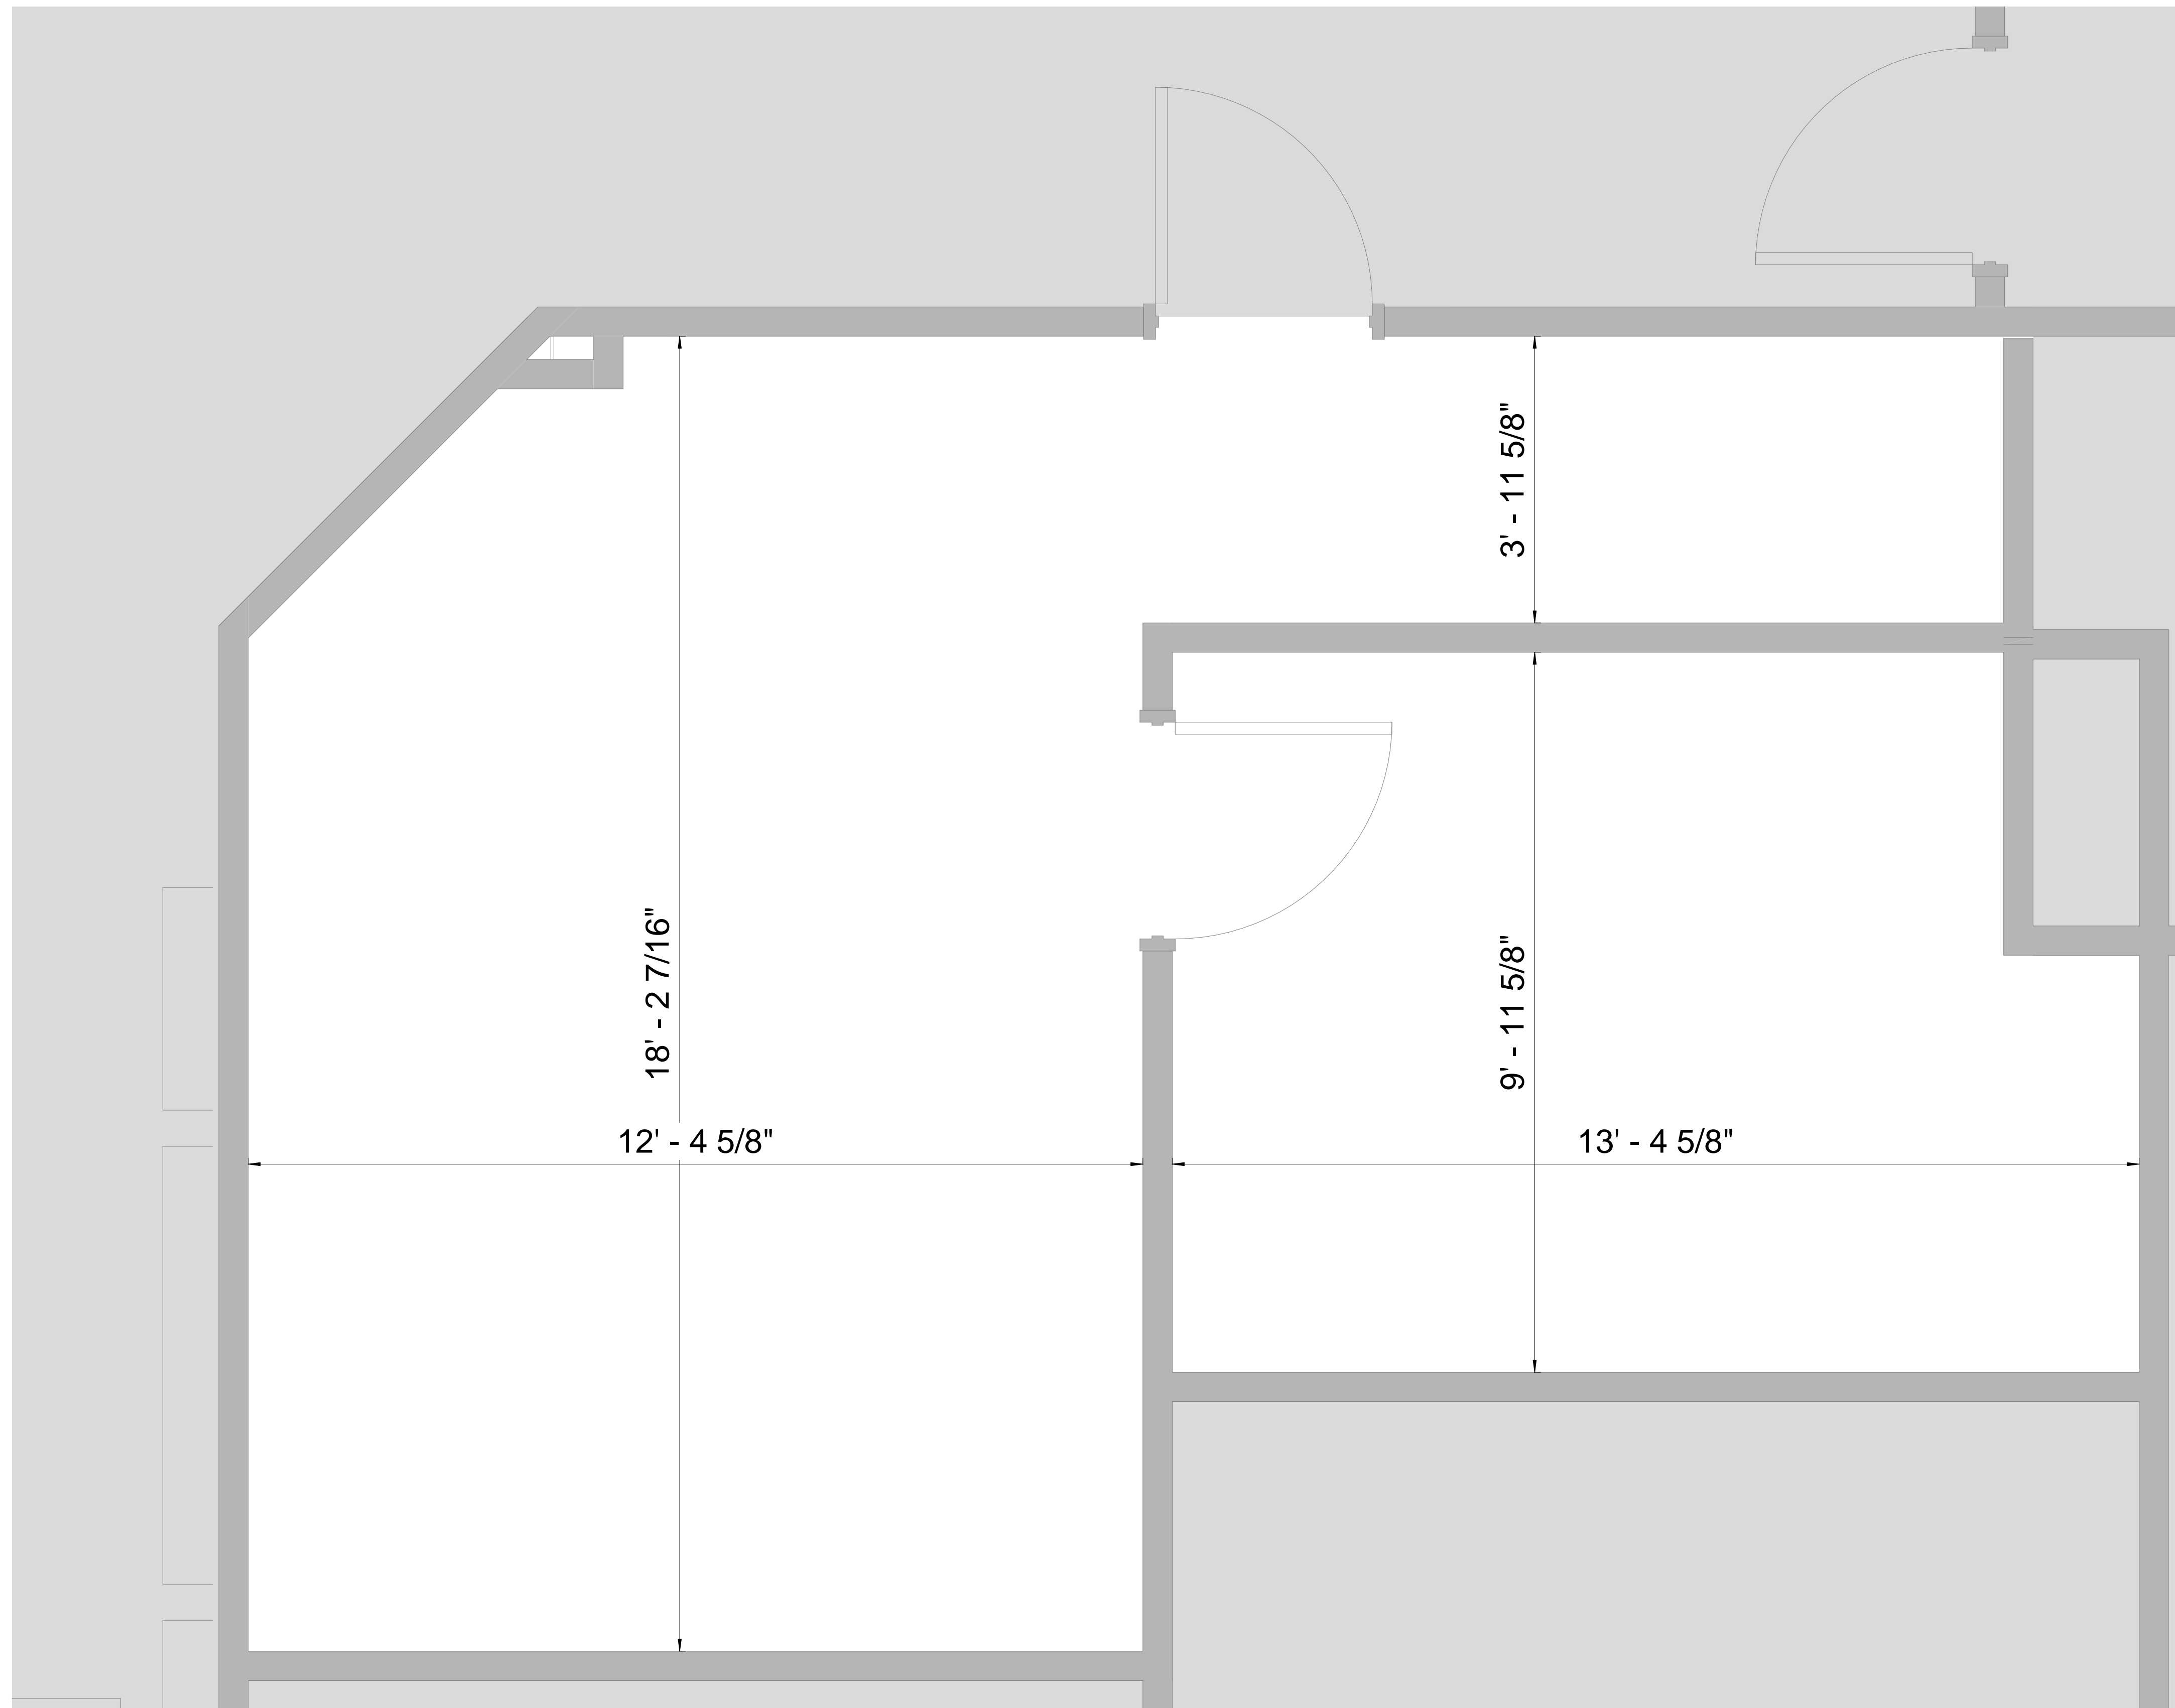 3' - 11 5/8"
18' - 2 7/16"
9' - 11 5/8"
12' - 4 5/8"
13' - 4 5/8"